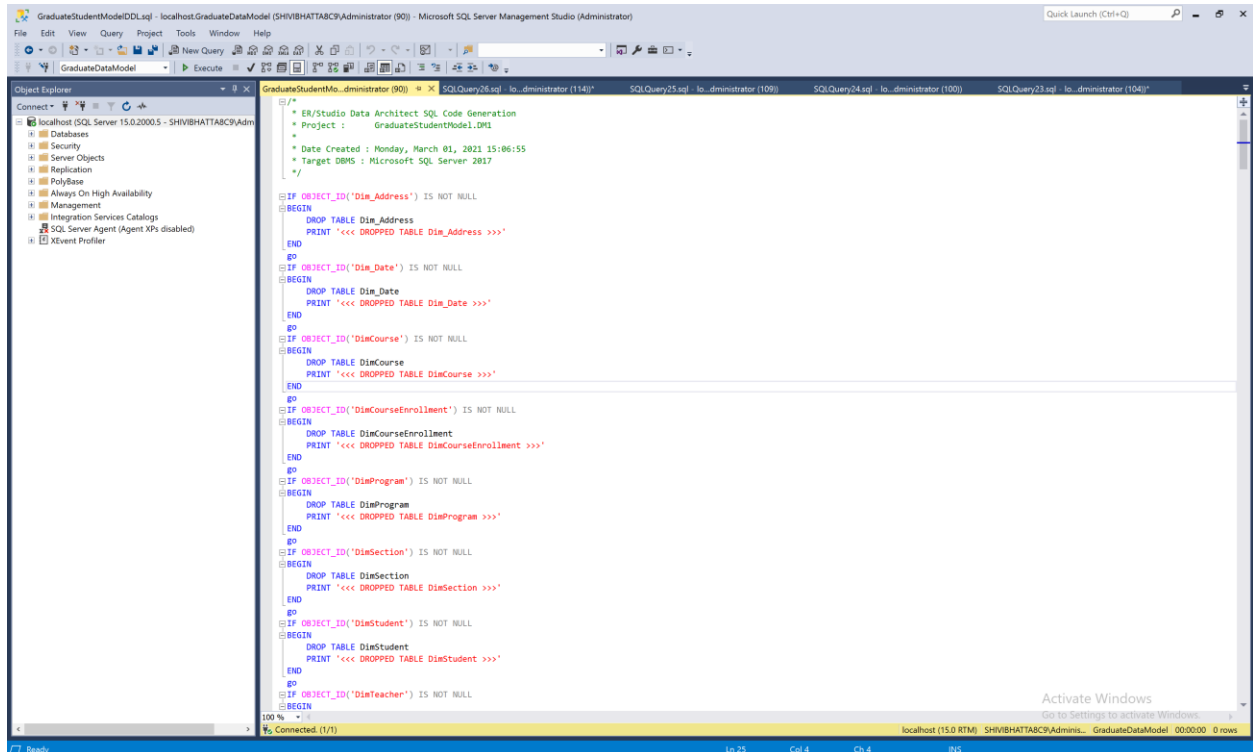 GraduateStudentModelDDL.sql - localhost.GraduateDataModel (SHIVIBHATTA8C9\Administrator (90)) - Microsoft SQL Server Management Studio (Administrator)
Quick Launch (Ctrl+Q)
File Edit View Query Project Tools Window Help
New Query
GraduateDataModel Execute
Object Explorer
Connect
localhost (SQL Server 15.0.2000.5 - SHIVIBHATTA8C9\Adm
Databases
Security
Server Objects
Replication
PolyBase
Always On High Availability
Management
Integration Services Catalogs
SQL Server Agent (Agent XPs disabled)
XEvent Profiler
GraduateStudentMo...dministrator (90)) SQLQuery26.sql - lo...dministrator (114))* SQLQuery25.sql - lo...dministrator (109)) SQLQuery24.sql - lo...dministrator (100)) SQLQuery23.sql - lo...dministrator (104))*
/*
* ER/Studio Data Architect SQL Code Generation
* Project : GraduateStudentModel.DM1
*
* Date Created : Monday, March 01, 2021 15:06:55
* Target DBMS : Microsoft SQL Server 2017
*/
IF OBJECT_ID('Dim_Address') IS NOT NULL
BEGIN
DROP TABLE Dim_Address
PRINT '<<< DROPPED TABLE Dim_Address >>>'
END
go
IF OBJECT_ID('Dim_Date') IS NOT NULL
BEGIN
DROP TABLE Dim_Date
PRINT '<<< DROPPED TABLE Dim_Date >>>'
END
go
IF OBJECT_ID('DimCourse') IS NOT NULL
BEGIN
DROP TABLE DimCourse
PRINT '<<< DROPPED TABLE DimCourse >>>'
END
go
IF OBJECT_ID('DimCourseEnrollment') IS NOT NULL
BEGIN
DROP TABLE DimCourseEnrollment
PRINT '<<< DROPPED TABLE DimCourseEnrollment >>>'
END
go
IF OBJECT_ID('DimProgram') IS NOT NULL
BEGIN
DROP TABLE DimProgram
PRINT '<<< DROPPED TABLE DimProgram >>>'
END
go
IF OBJECT_ID('DimSection') IS NOT NULL
BEGIN
DROP TABLE DimSection
PRINT '<<< DROPPED TABLE DimSection >>>'
END
go
IF OBJECT_ID('DimStudent') IS NOT NULL
BEGIN
DROP TABLE DimStudent
PRINT '<<< DROPPED TABLE DimStudent >>>'
END
go
IF OBJECT_ID('DimTeacher') IS NOT NULL
BEGIN
Activate Windows
Go to Settings to activate Windows.
100 %
Connected. (1/1) localhost (15.0 RTM) SHIVIBHATTA8C9\Adminis... GraduateDataModel 00:00:00 0 rows
Ready Ln 25 Col 4 Ch 4 INS